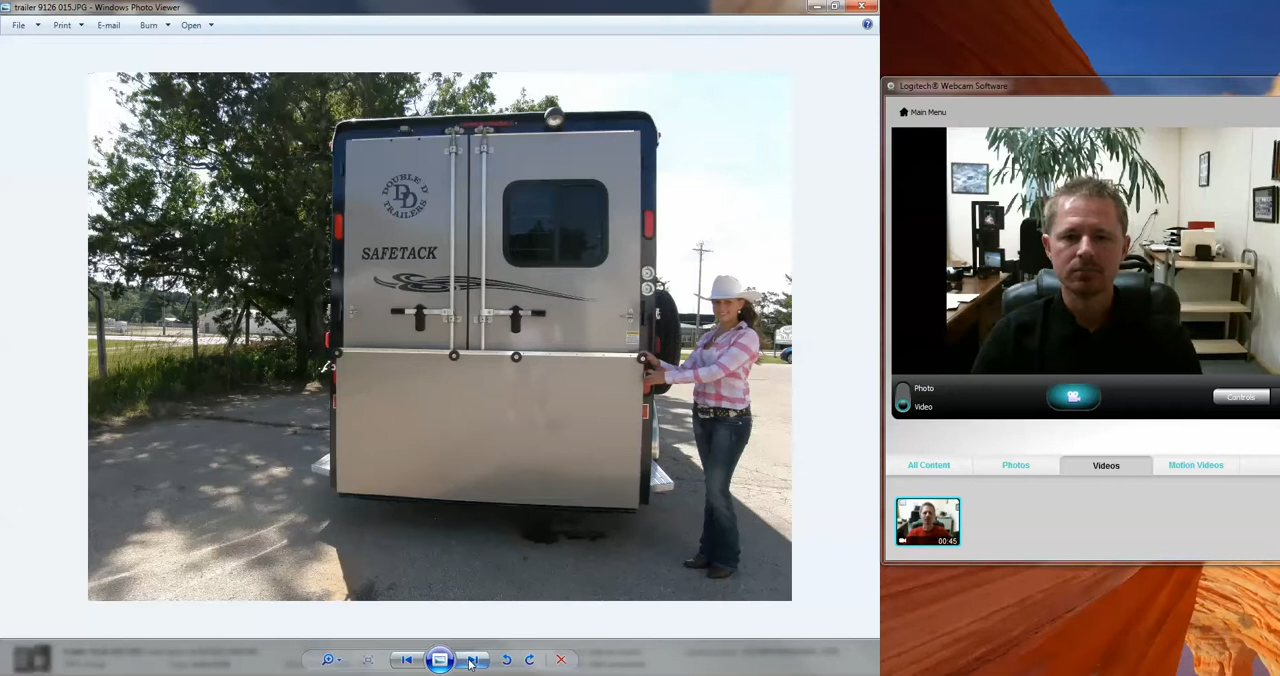 trailer 9126 015.JPG - Windows Photo Viewer
File
Print
E-mail
Burn
Open
DOUBLE D
DD
TRAILERS
SAFETACK
Logitech® Webcam Software
Main Menu
Photo
Video
Controls
All Content
Photos
Videos
Motion Videos
00:45